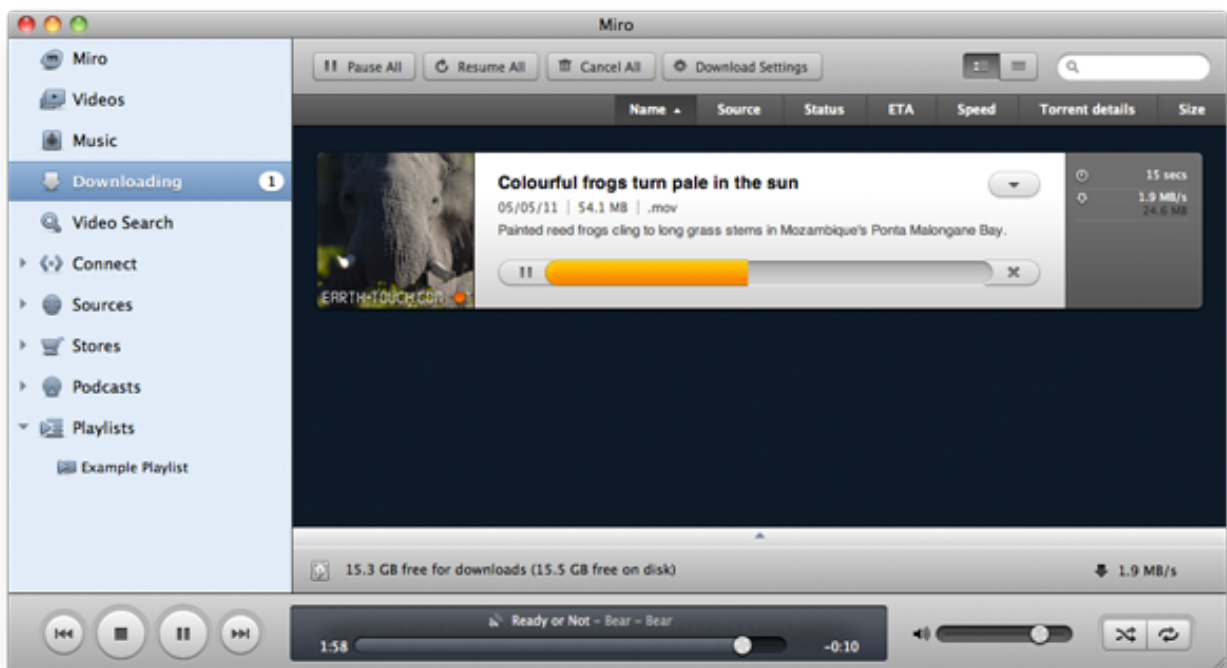 Miro
Miro
Videos
Music
Downloading 1
Video Search
Connect
Sources
Stores
Podcasts
Playlists
Example Playlist
Pause All Resume All Cancel All Download Settings
Name Source Status ETA Speed Torrent details Size
Colourful frogs turn pale in the sun
05/05/11 | 54.1 MB | .mov
Painted reed frogs cling to long grass stems in Mozambique's Ponta Malongane Bay.
EARTH-TOUCH.COM
15 secs
1.9 MB/s
24.6 MB
15.3 GB free for downloads (15.5 GB free on disk) 1.9 MB/s
Ready or Not – Bear – Bear
1:58 -0:10